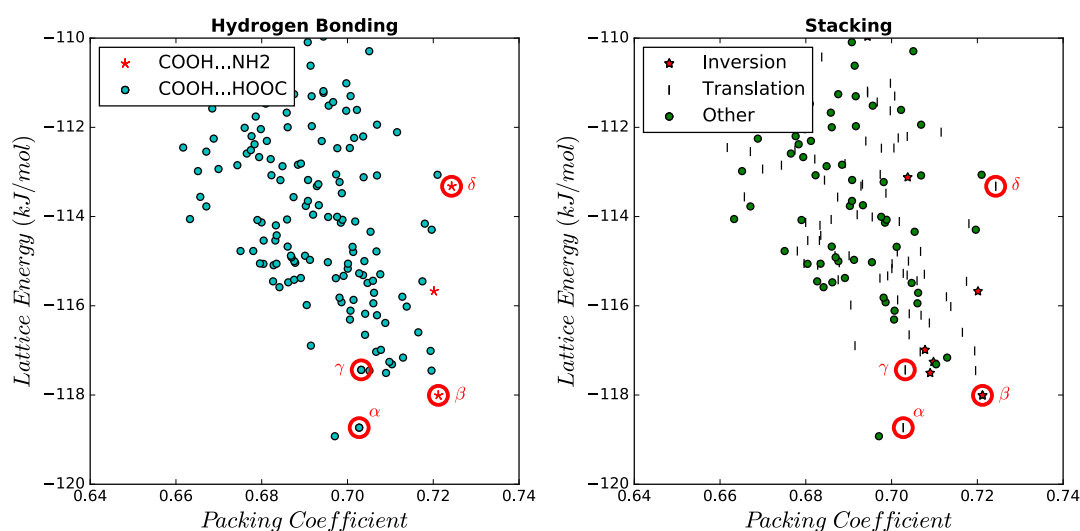 Hydrogen Bonding
COOH...NH2
COOH...HOOC
−110
−112
−114
−116
−118
−120
0.64
0.66
0.68
0.70
0.72
0.74
Lattice Energy (kJ/mol)
Packing Coefficient
δ
γ
β
α
Stacking
Inversion
Translation
Other
−110
−112
−114
−116
−118
−120
0.64
0.66
0.68
0.70
0.72
0.74
Lattice Energy (kJ/mol)
Packing Coefficient
δ
γ
β
α